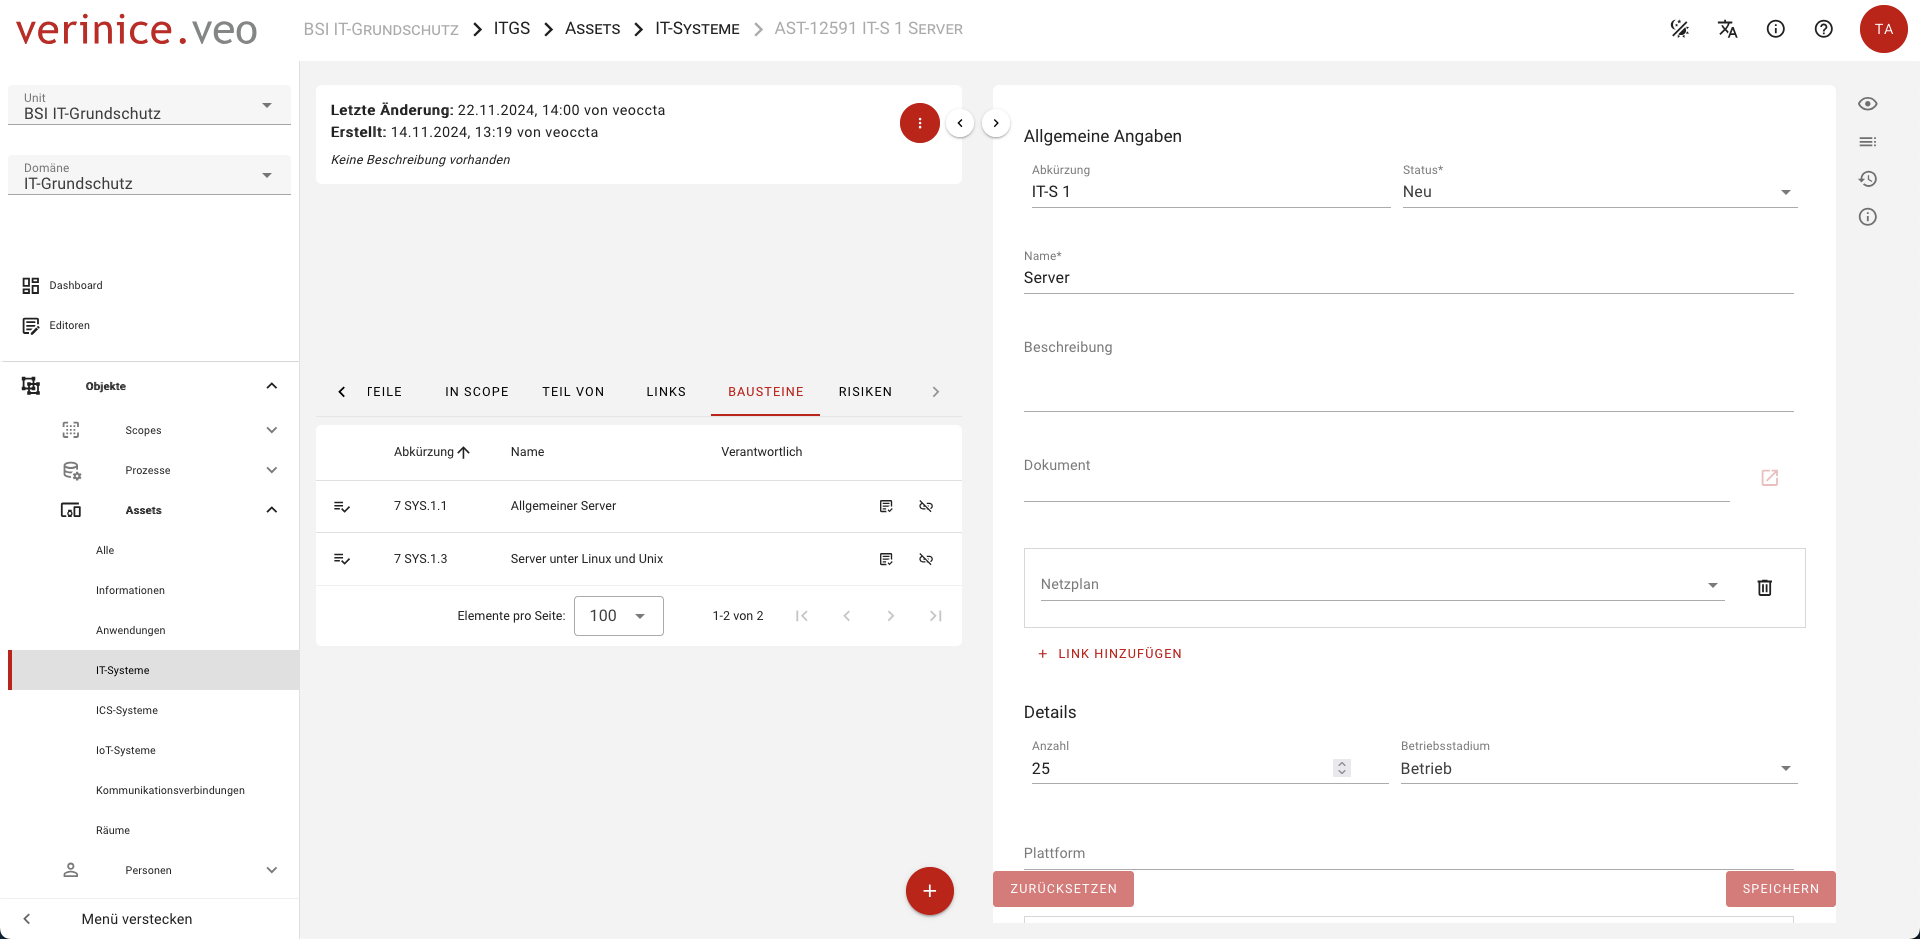 verinice.veo
BSI IT-Grundschutz
ITGS
Assets
IT-Systeme
AST-12591 IT-S 1 Server
TA
Unit
BSI IT-Grundschutz
Domäne
IT-Grundschutz
Dashboard
Editoren
Objekte
Scopes
Prozesse
Assets
Alle
Informationen
Anwendungen
IT-Systeme
ICS-Systeme
IoT-Systeme
Kommunikationsverbindungen
Räume
Personen
Menü verstecken
Letzte Änderung: 22.11.2024, 14:00 von veoccta
Erstellt: 14.11.2024, 13:19 von veoccta
Keine Beschreibung vorhanden
TEILE IN SCOPE TEIL VON LINKS BAUSTEINE RISIKEN
Abkürzung Name Verantwortlich
7 SYS.1.1 Allgemeiner Server
7 SYS.1.3 Server unter Linux und Unix
Elemente pro Seite: 100 1-2 von 2
Allgemeine Angaben
Abkürzung
IT-S 1
Status*
Neu
Name*
Server
Beschreibung
Dokument
Netzplan
+ LINK HINZUFÜGEN
Details
Anzahl
25
Betriebsstadium
Betrieb
Plattform
ZURÜCKSETZEN
SPEICHERN